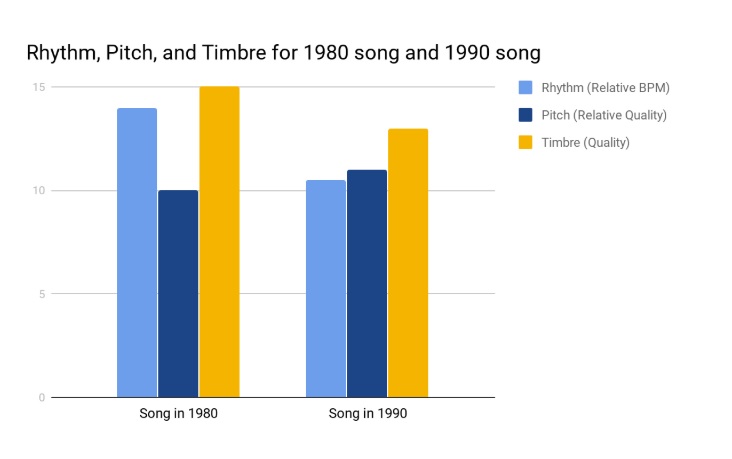 Rhythm, Pitch, and Timbre for 1980 song and 1990 song
15
10
5
0
Song in 1980
Song in 1990
Rhythm (Relative BPM)
Pitch (Relative Quality)
Timbre (Quality)